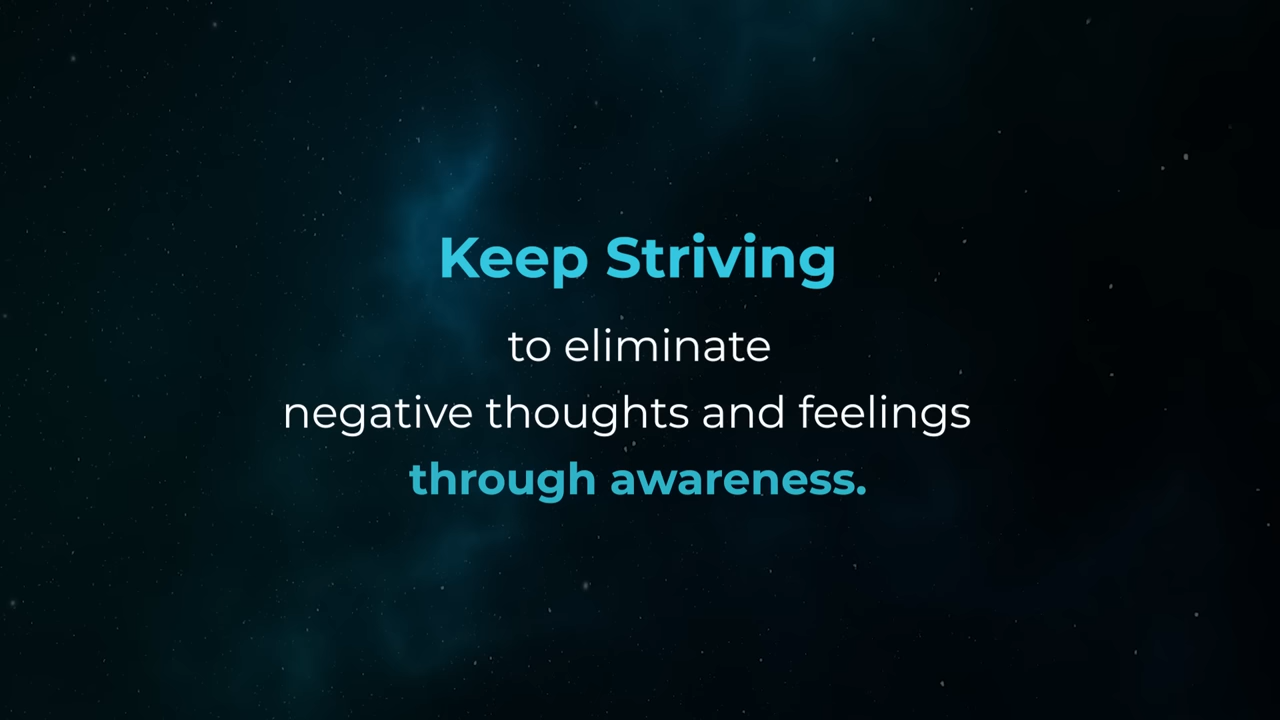 Keep Striving
to eliminate
negative thoughts and feelings
through awareness.